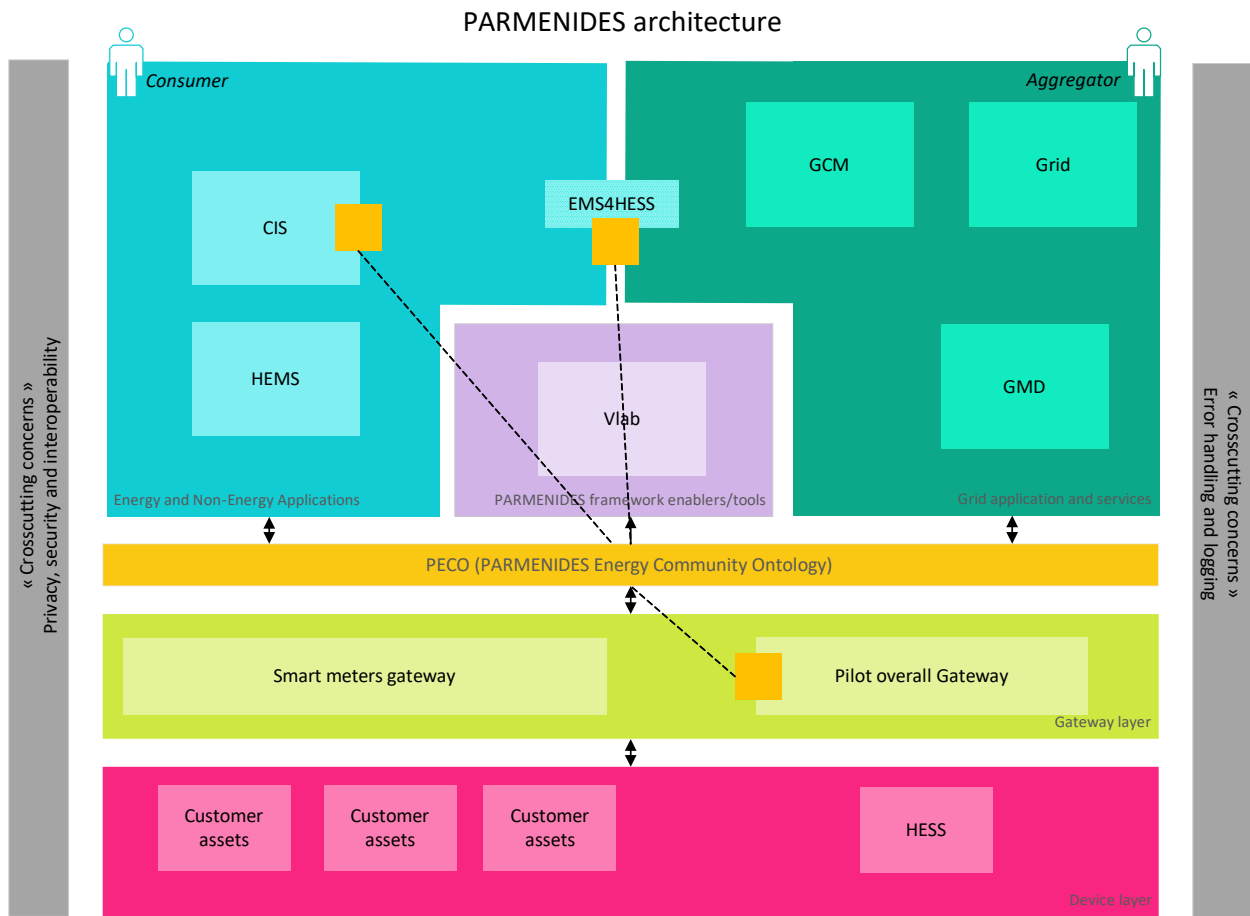 PARMENIDES architecture
Consumer
Aggregator
« Crosscutting concerns »
Privacy, security and interoperability
CIS
EMS4HESS
GCM
Grid
HEMS
Vlab
GMD
Energy and Non-Energy Applications
PARMENIDES framework enablers/tools
Grid application and services
« Crosscutting concerns »
Error handling and logging
PECO (PARMENIDES Energy Community Ontology)
Smart meters gateway
Pilot overall Gateway
Gateway layer
Customer
assets
Customer
assets
Customer
assets
HESS
Device layer